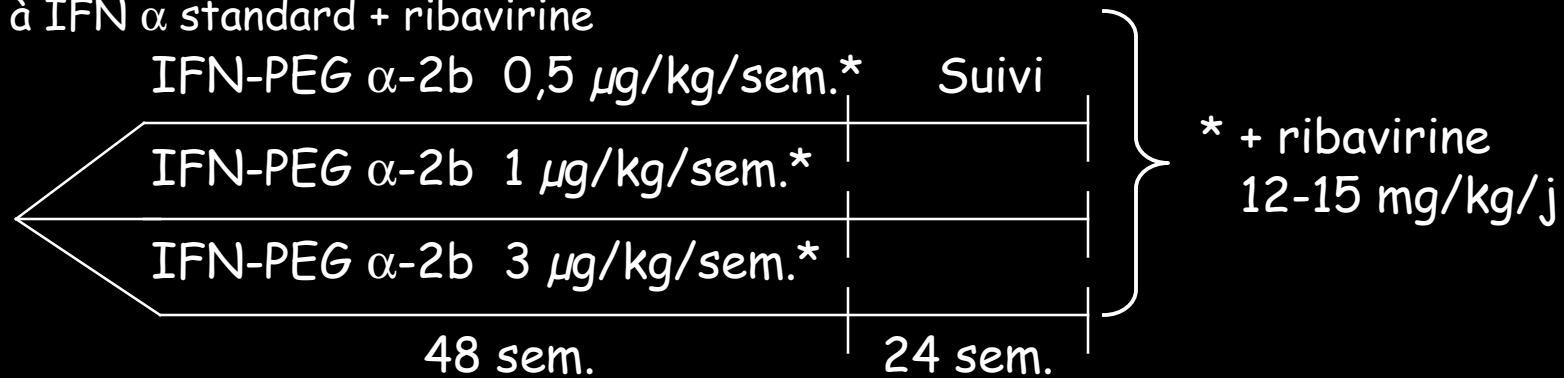 à IFN α standard + ribavirine
IFN-PEG α-2b 0,5 µg/kg/sem.* Suivi
IFN-PEG α-2b 1 µg/kg/sem.*
IFN-PEG α-2b 3 µg/kg/sem.*
* + ribavirine
12-15 mg/kg/j
48 sem. 24 sem.